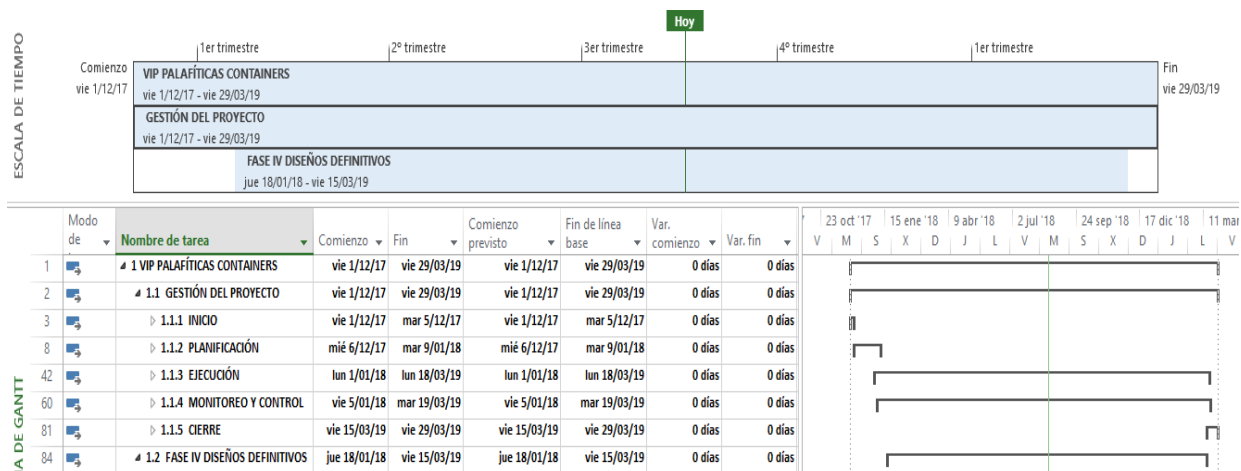 Hoy
1er trimestre 2º trimestre 3er trimestre 4º trimestre 1er trimestre
ESCALA DE TIEMPO
Comienzo
vie 1/12/17
VIP PALAFÍTICAS CONTAINERS
vie 1/12/17 - vie 29/03/19
GESTIÓN DEL PROYECTO
vie 1/12/17 - vie 29/03/19
FASE IV DISEÑOS DEFINITIVOS
jue 18/01/18 - vie 15/03/19
Fin
vie 29/03/19
Modo de Nombre de tarea Comienzo Fin Comienzo previsto Fin de línea base Var. comienzo Var. fin
23 oct '17 15 ene '18 9 abr '18 2 jul '18 24 sep '18 17 dic '18 11 mar
V M S X D J L V M S X D J L V
1 1 VIP PALAFÍTICAS CONTAINERS vie 1/12/17 vie 29/03/19 vie 1/12/17 vie 29/03/19 0 días 0 días
2 1.1 GESTIÓN DEL PROYECTO vie 1/12/17 vie 29/03/19 vie 1/12/17 vie 29/03/19 0 días 0 días
3 1.1.1 INICIO vie 1/12/17 mar 5/12/17 vie 1/12/17 mar 5/12/17 0 días 0 días
8 1.1.2 PLANIFICACIÓN mié 6/12/17 mar 9/01/18 mié 6/12/17 mar 9/01/18 0 días 0 días
42 1.1.3 EJECUCIÓN lun 1/01/18 lun 18/03/19 lun 1/01/18 lun 18/03/19 0 días 0 días
60 1.1.4 MONITOREO Y CONTROL vie 5/01/18 mar 19/03/19 vie 5/01/18 mar 19/03/19 0 días 0 días
81 1.1.5 CIERRE vie 15/03/19 vie 29/03/19 vie 15/03/19 vie 29/03/19 0 días 0 días
84 1.2 FASE IV DISEÑOS DEFINITIVOS jue 18/01/18 vie 15/03/19 jue 18/01/18 vie 15/03/19 0 días 0 días
DE GANTT